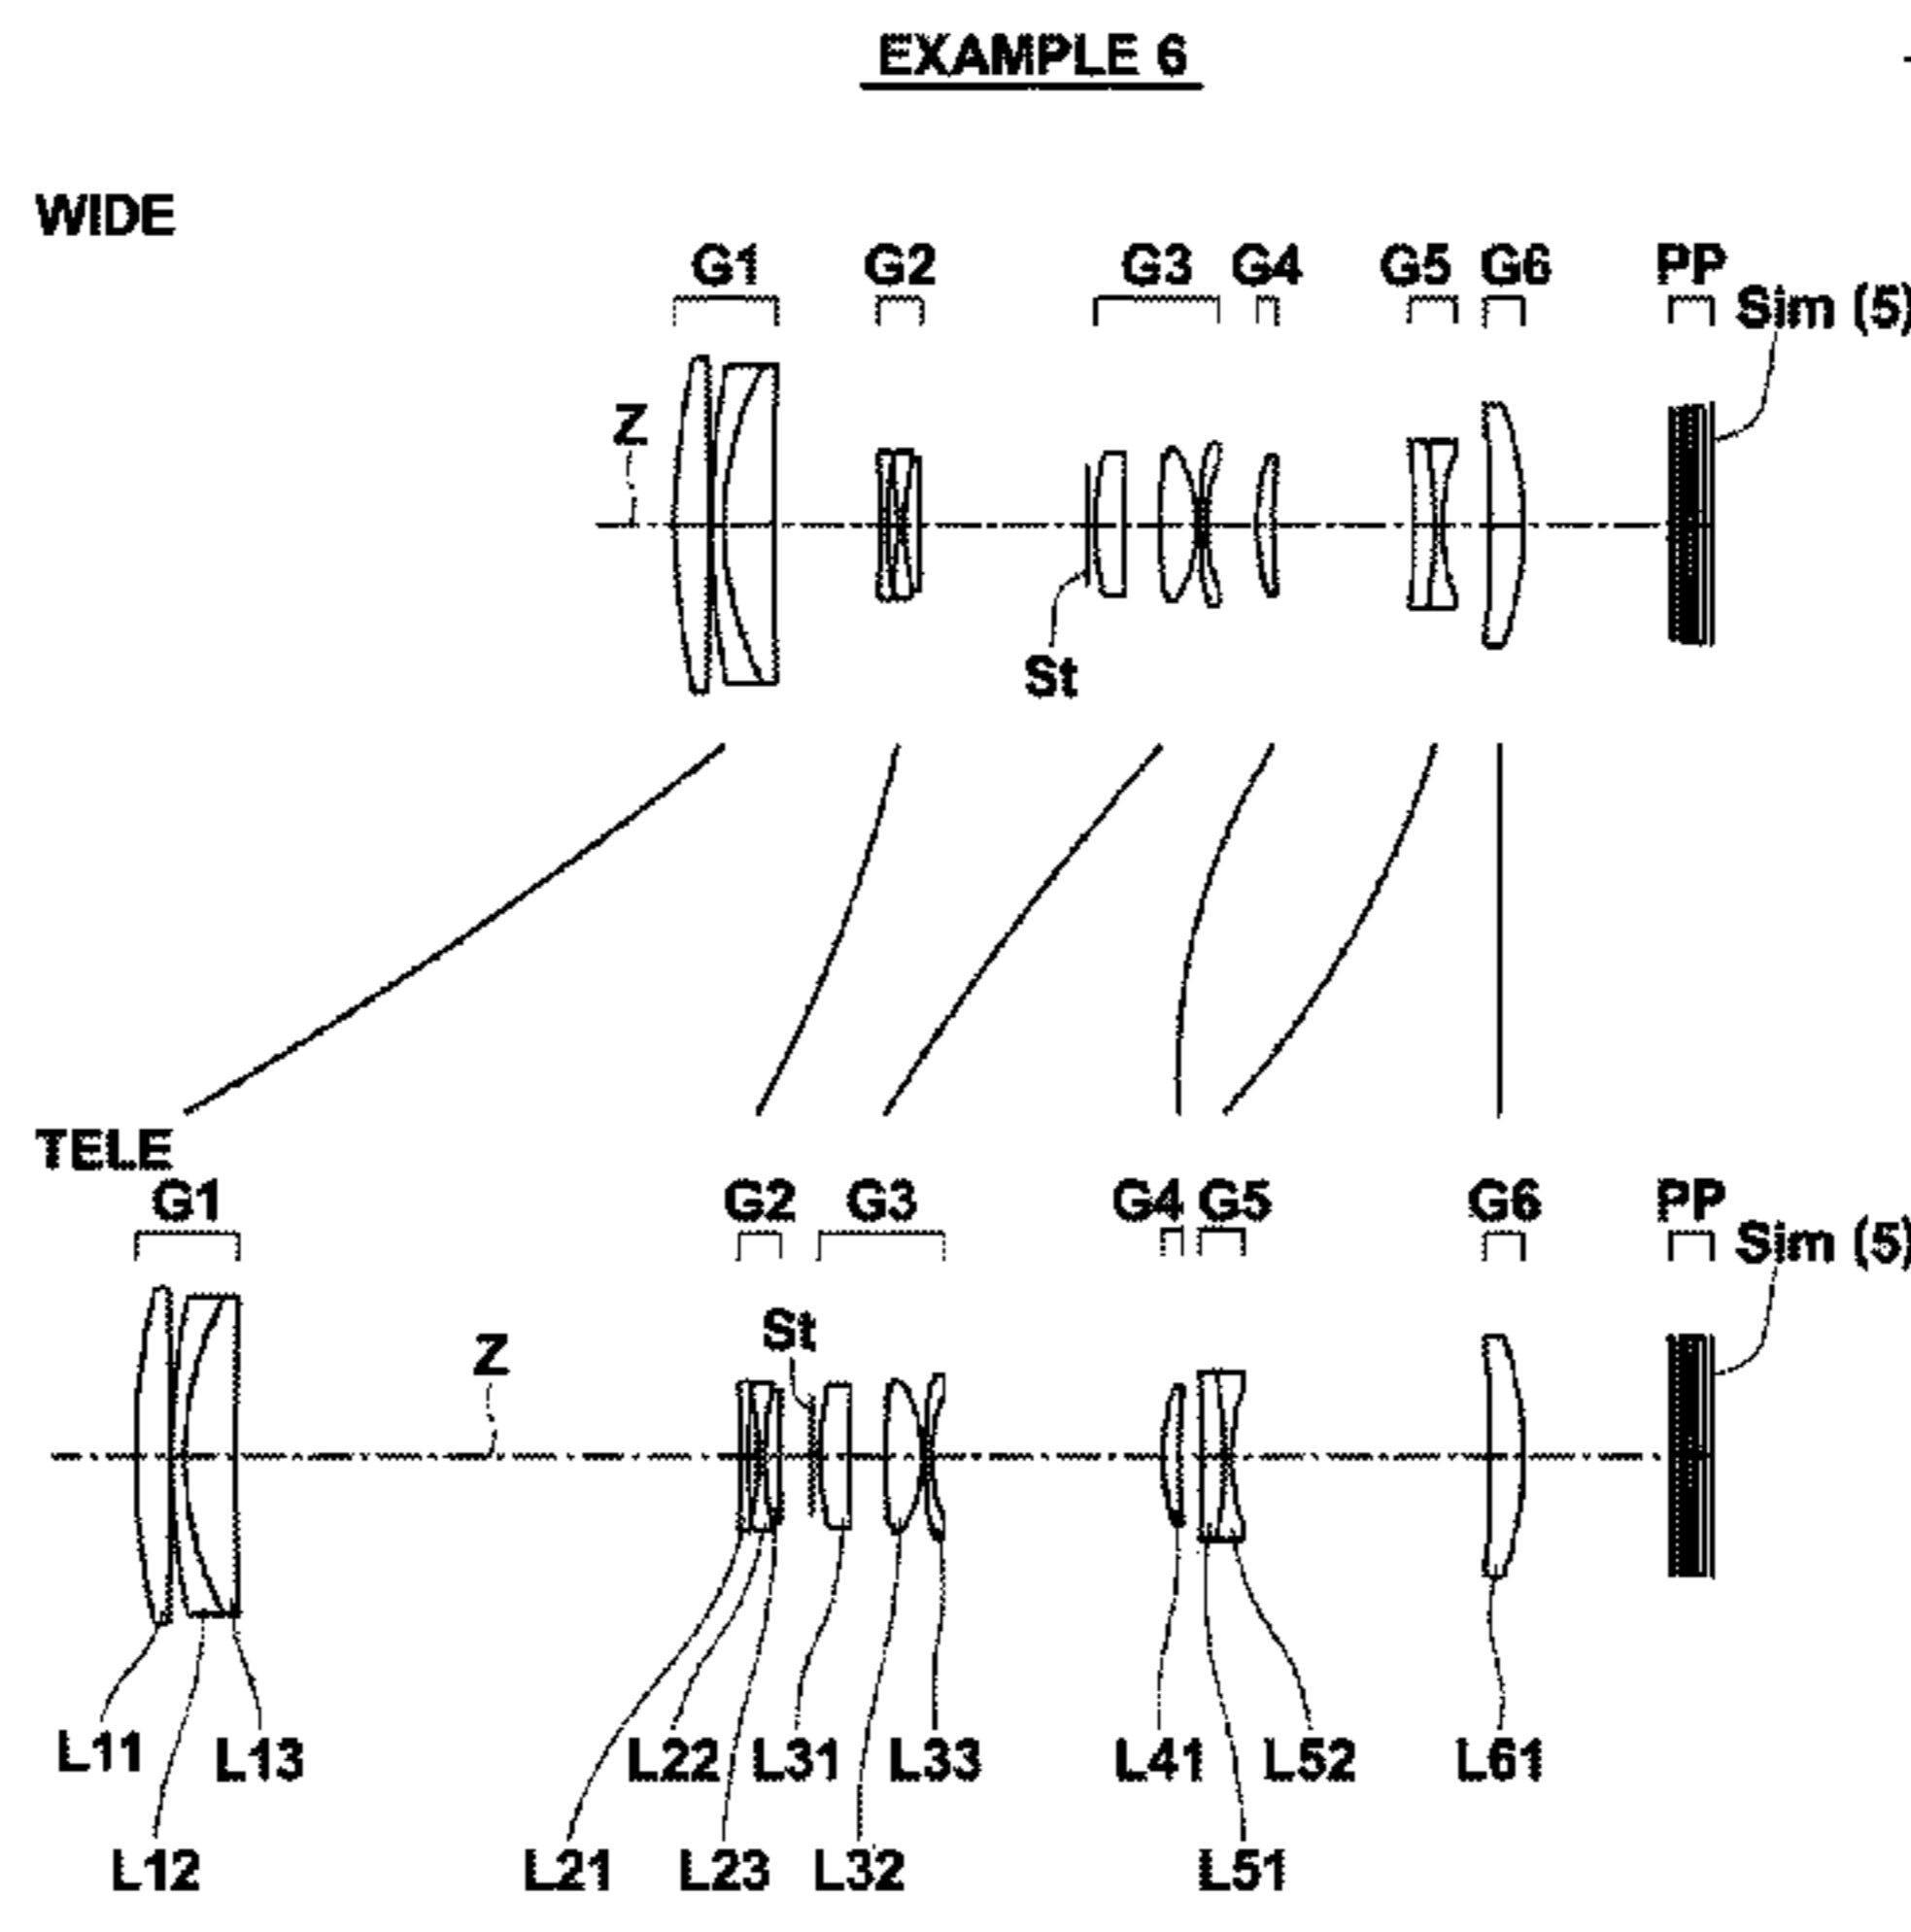 EXAMPLE 6
WIDE
G1 G2 G3 G4 G5 G6 PP
Sim (5)
Z
St
TELE
G1 G2 G3 G4 G5 G6 PP
Sim (5)
St
Z
L11 L13 L22 L31 L33 L41 L52 L61
L12 L21 L23 L32 L51